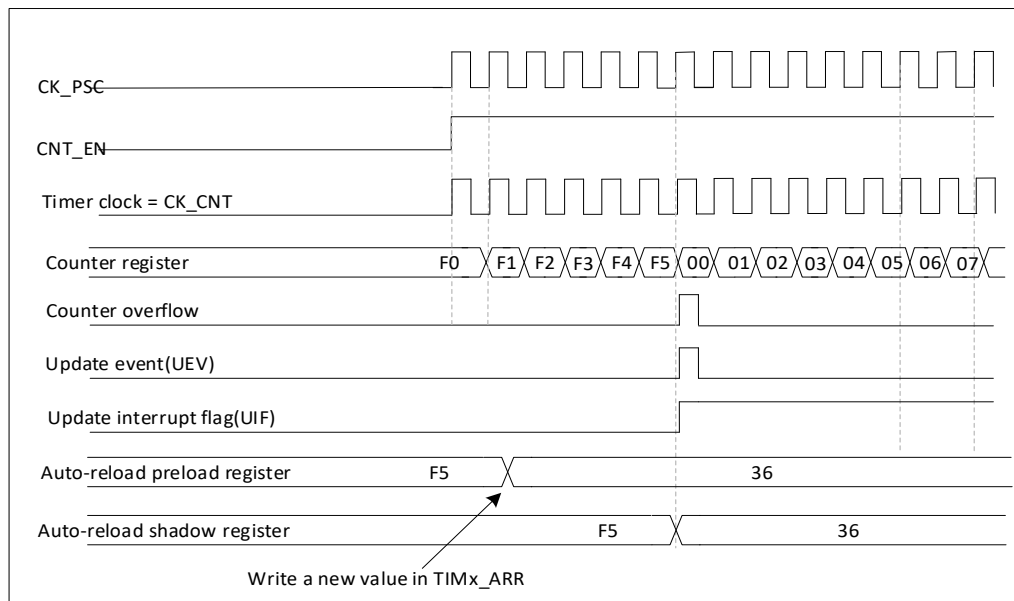 CK_PSC
CNT_EN
Timer clock = CK_CNT
Counter register F0 F1 F2 F3 F4 F5 00 01 02 03 04 05 06 07
Counter overflow
Update event(UEV)
Update interrupt flag(UIF)
Auto-reload preload register F5 36
Auto-reload shadow register F5 36
Write a new value in TIMx_ARR